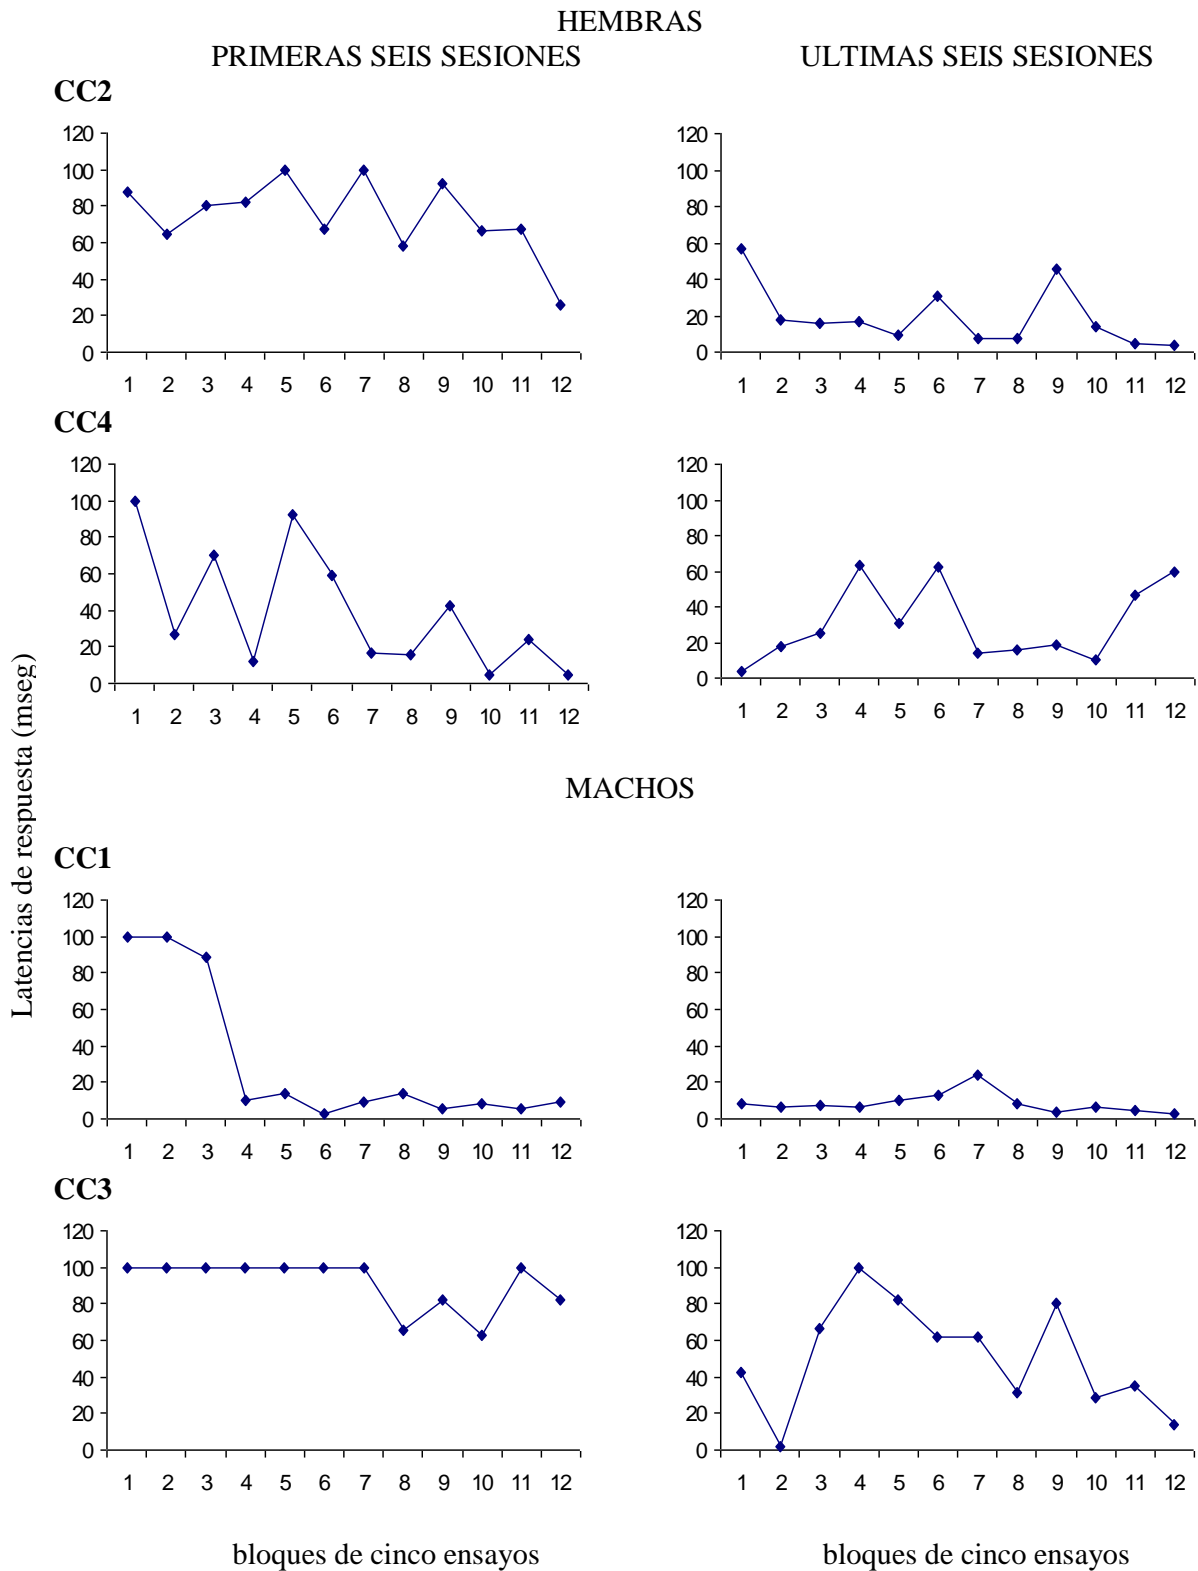 HEMBRAS
PRIMERAS SEIS SESIONES ULTIMAS SEIS SESIONES
CC2
120 120
100 100
80 80
60 60
40 40
20 20
0 0
1 2 3 4 5 6 7 8 9 10 11 12 1 2 3 4 5 6 7 8 9 10 11 12
CC4
120 120
100 100
80 80
60 60
40 40
20 20
0 0
1 2 3 4 5 6 7 8 9 10 11 12 1 2 3 4 5 6 7 8 9 10 11 12
Latencias de respuesta (mseg)
MACHOS
CC1
120 120
100 100
80 80
60 60
40 40
20 20
0 0
1 2 3 4 5 6 7 8 9 10 11 12 1 2 3 4 5 6 7 8 9 10 11 12
CC3
120 120
100 100
80 80
60 60
40 40
20 20
0 0
1 2 3 4 5 6 7 8 9 10 11 12 1 2 3 4 5 6 7 8 9 10 11 12
bloques de cinco ensayos bloques de cinco ensayos